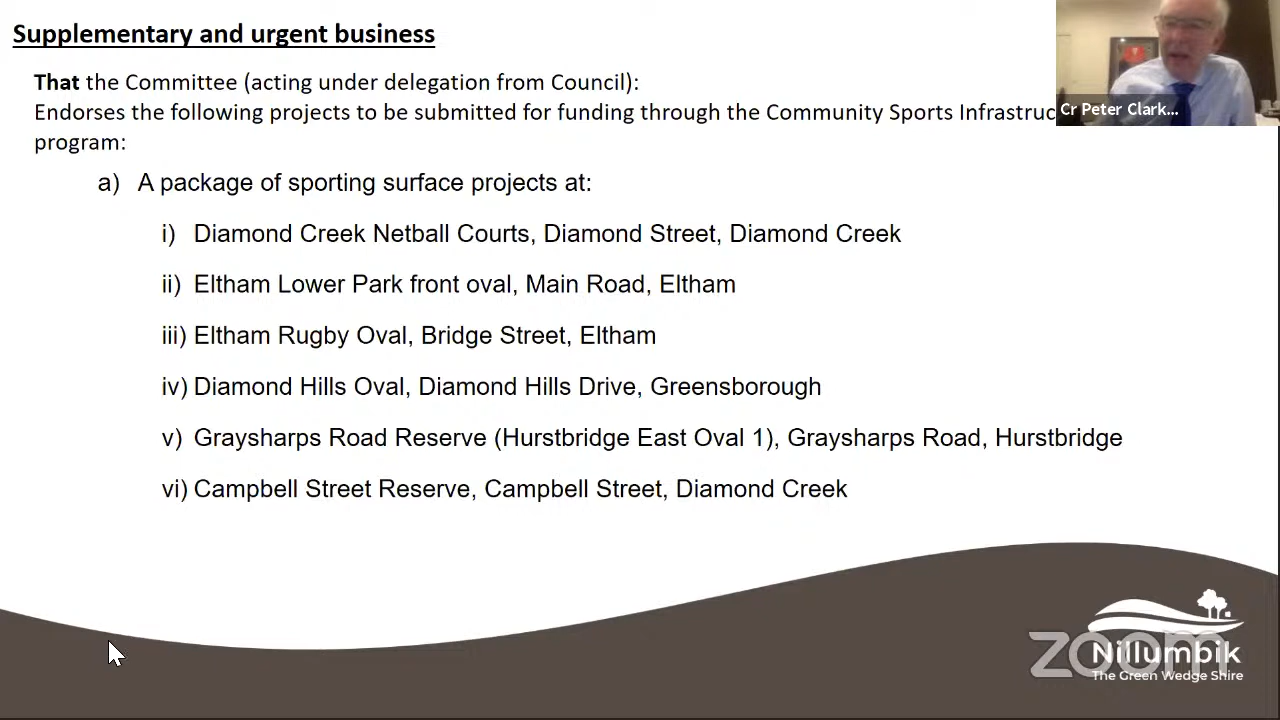 Supplementary and urgent business
That the Committee (acting under delegation from Council):
Endorses the following projects to be submitted for funding through the Community Sports Infrastruc
program:
a) A package of sporting surface projects at:
i) Diamond Creek Netball Courts, Diamond Street, Diamond Creek
ii) Eltham Lower Park front oval, Main Road, Eltham
iii) Eltham Rugby Oval, Bridge Street, Eltham
iv) Diamond Hills Oval, Diamond Hills Drive, Greensborough
v) Graysharps Road Reserve (Hurstbridge East Oval 1), Graysharps Road, Hurstbridge
vi) Campbell Street Reserve, Campbell Street, Diamond Creek
Cr Peter Clark...
zoom
Nillumbik
The Green Wedge Shire